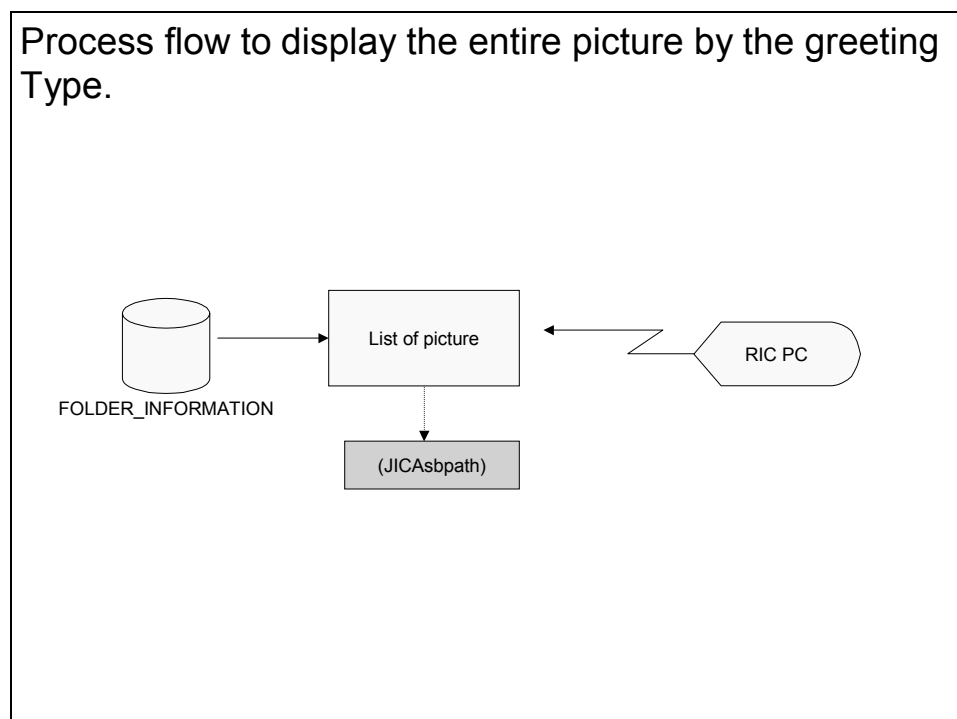 Process flow to display the entire picture by the greeting
Type.
List of picture
RIC PC
FOLDER_INFORMATION
(JICAsbpath)